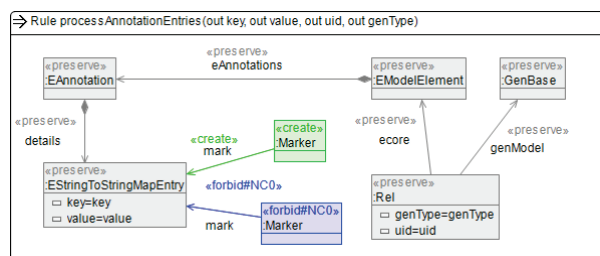 Rule processAnnotationEntries(out key, out value, out uid, out genType)
«preserve»
eAnnotations
«preserve»
:EAnnotation
«preserve»
:EModelElement
«preserve»
:GenBase
«preserve»
details
«create»
mark
«create»
:Marker
«preserve»
ecore
«preserve»
genModel
«preserve»
:EStringToStringMapEntry
key=key
value=value
«forbid#NC0»
mark
«forbid#NC0»
:Marker
«preserve»
:Rel
genType=genType
uid=uid